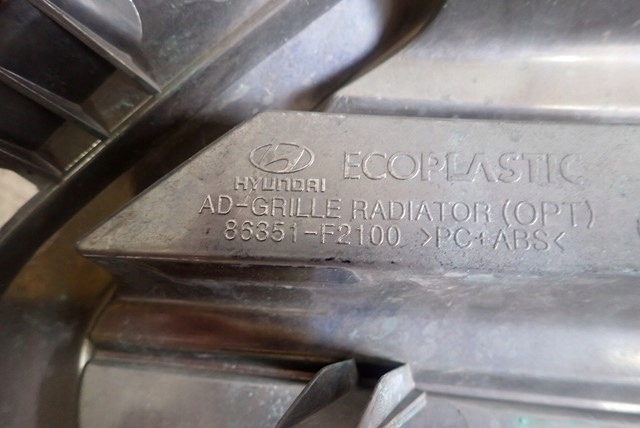 HYUNDAI ECOPLASTIC
AD-GRILLE RADIATOR (OPT)
86351-F2100 >PC+ABS<